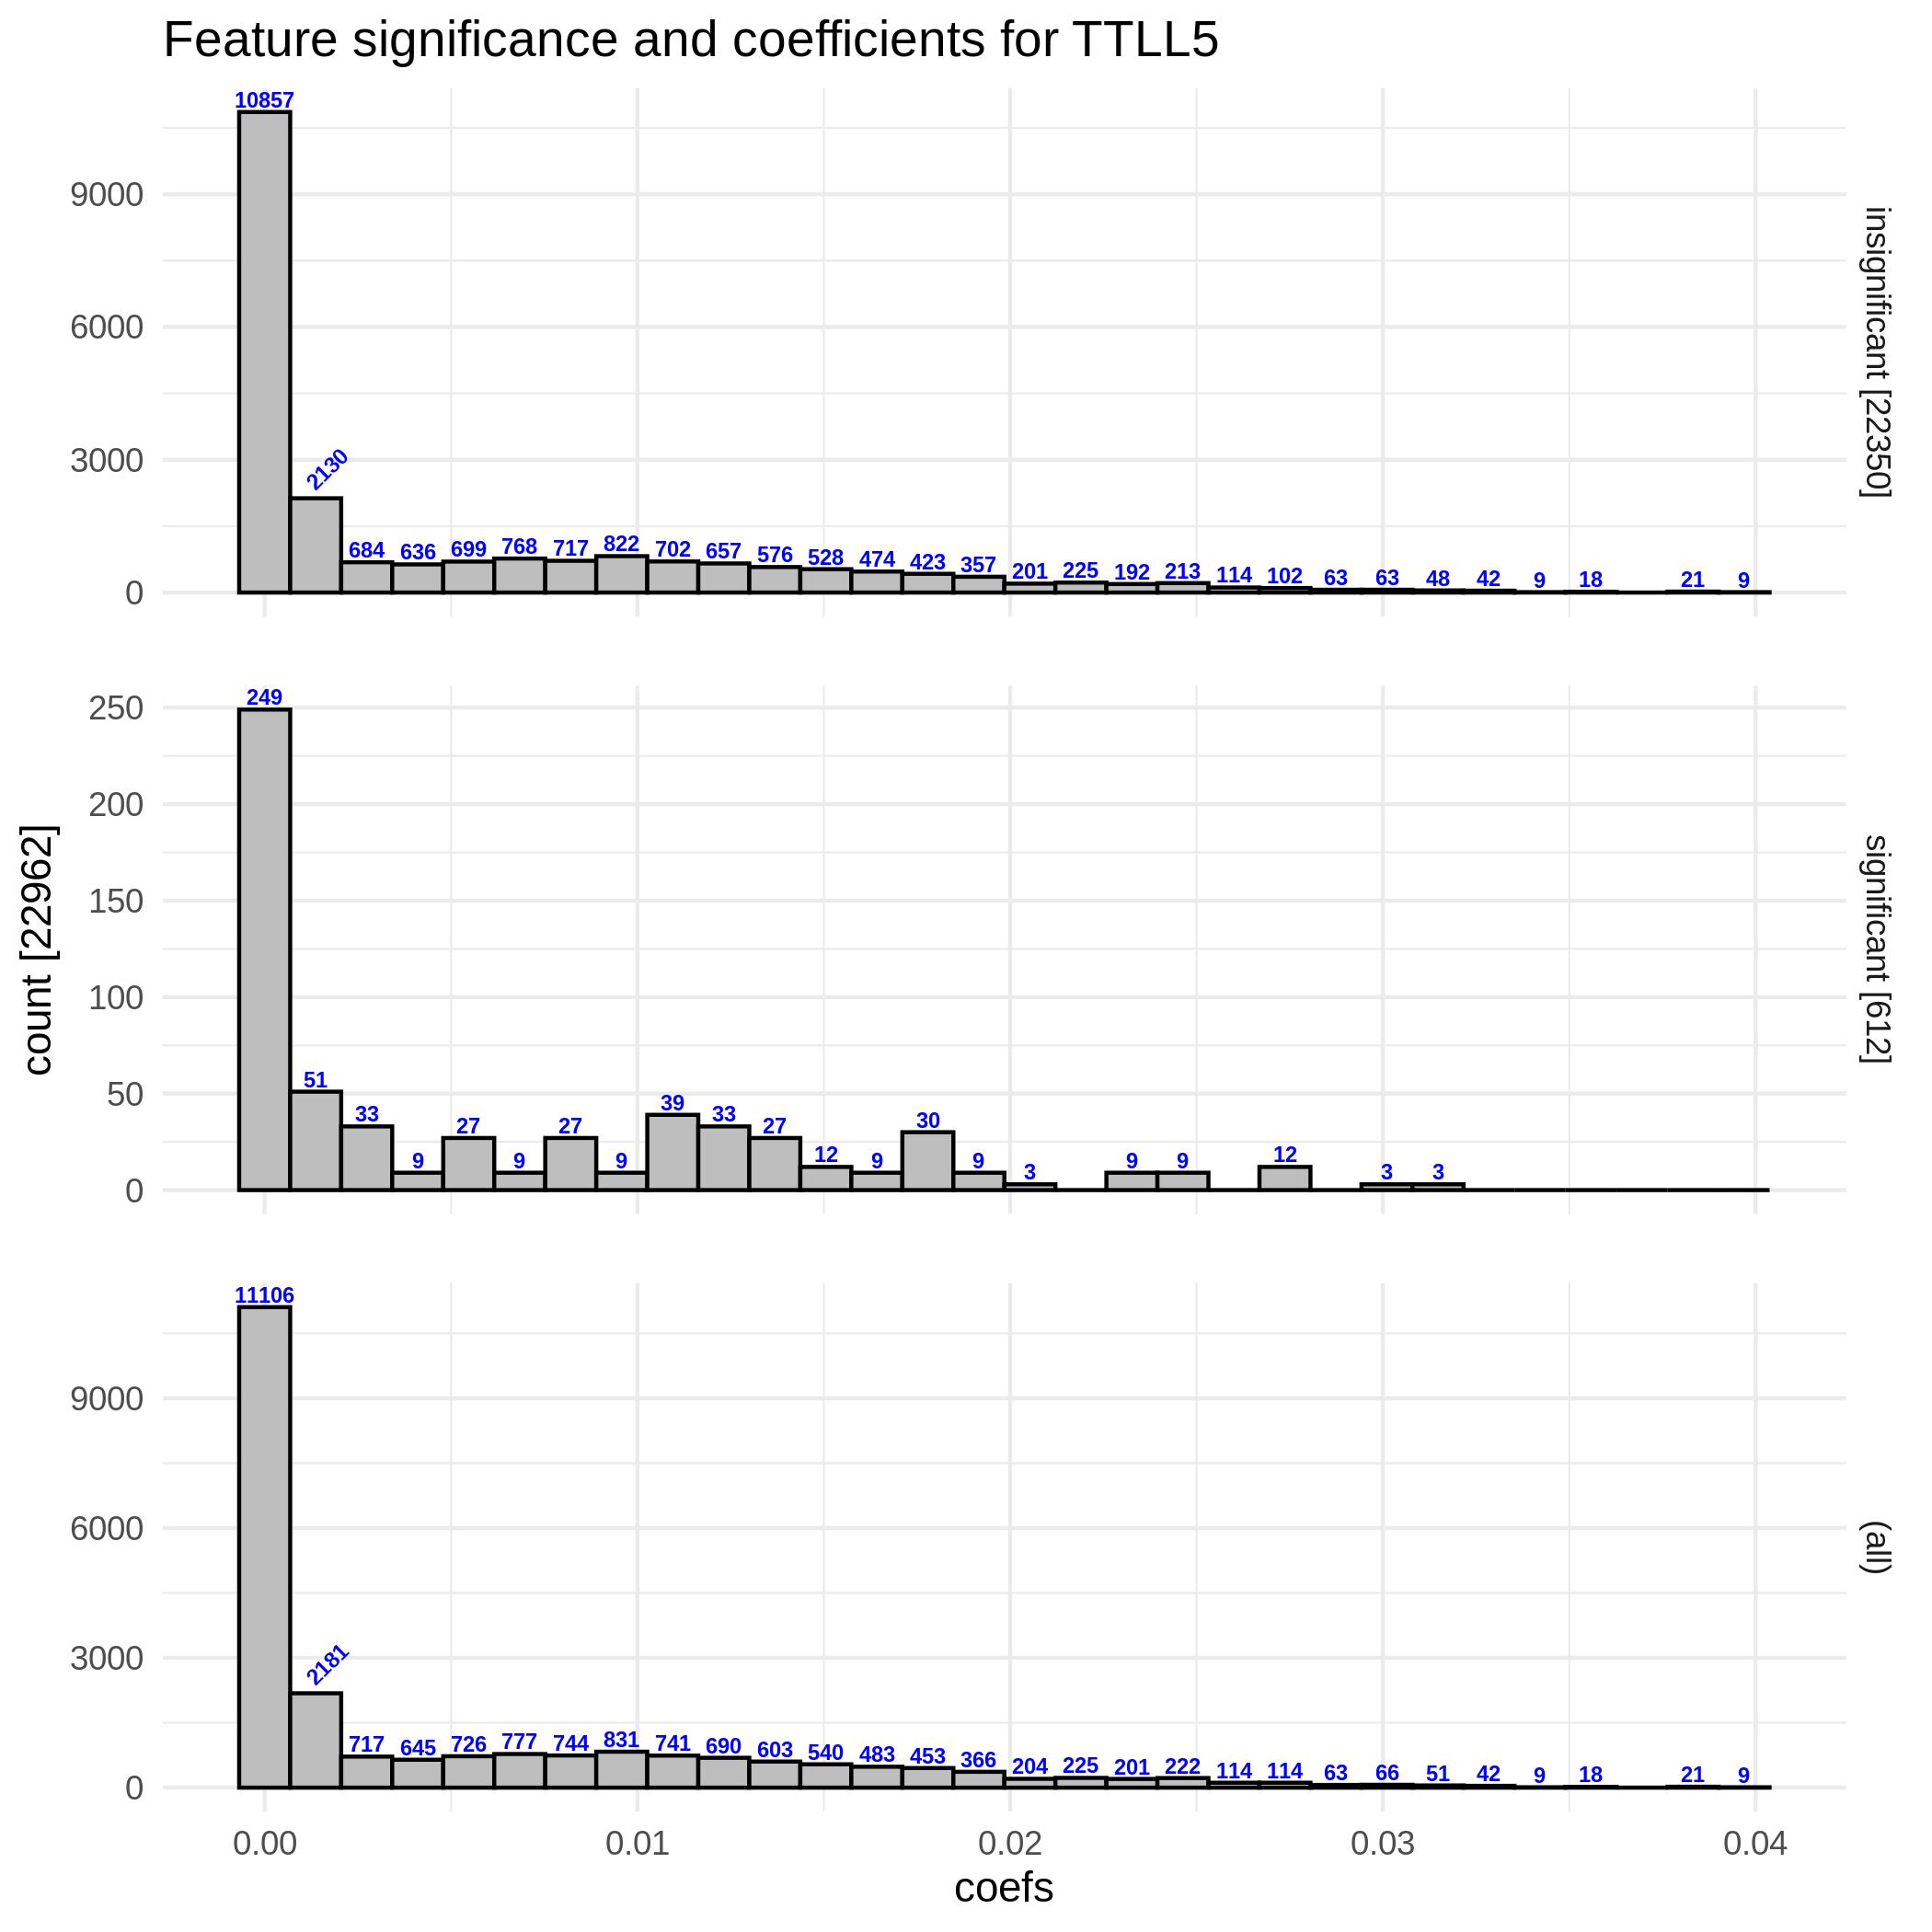 Feature significance and coefficients for TTLL5
10857
9000
6000
3000
0
2130
684 636 699 768 717 822 702 657 576 528 474 423 357 201 225 192 213 114 102 63 63 48 42 9 18 21 9
insignificant [22350]
count [22962]
249
250
200
150
100
50
0
51 33 9 27 9 27 9 39 33 27 12 9 30 9 3 9 9 12 3 3
significant [612]
11106
9000
6000
3000
0
2181
717 645 726 777 744 831 741 690 603 540 483 453 366 204 225 201 222 114 114 63 66 51 42 9 18 21 9
(all)
0.00 0.01 0.02 0.03 0.04
coefs